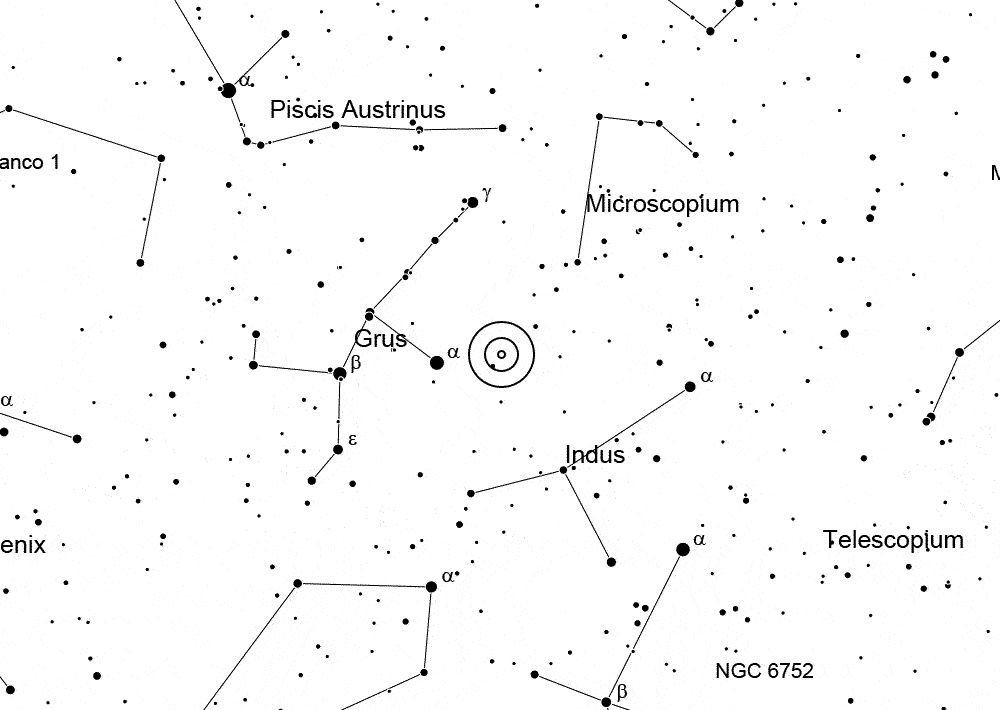 α
Piscis Austrinus
anco 1
M
γ
Microscopium
Grus
α
β
α
α
ε
Indus
enix
Telescopium
α
α
NGC 6752
β